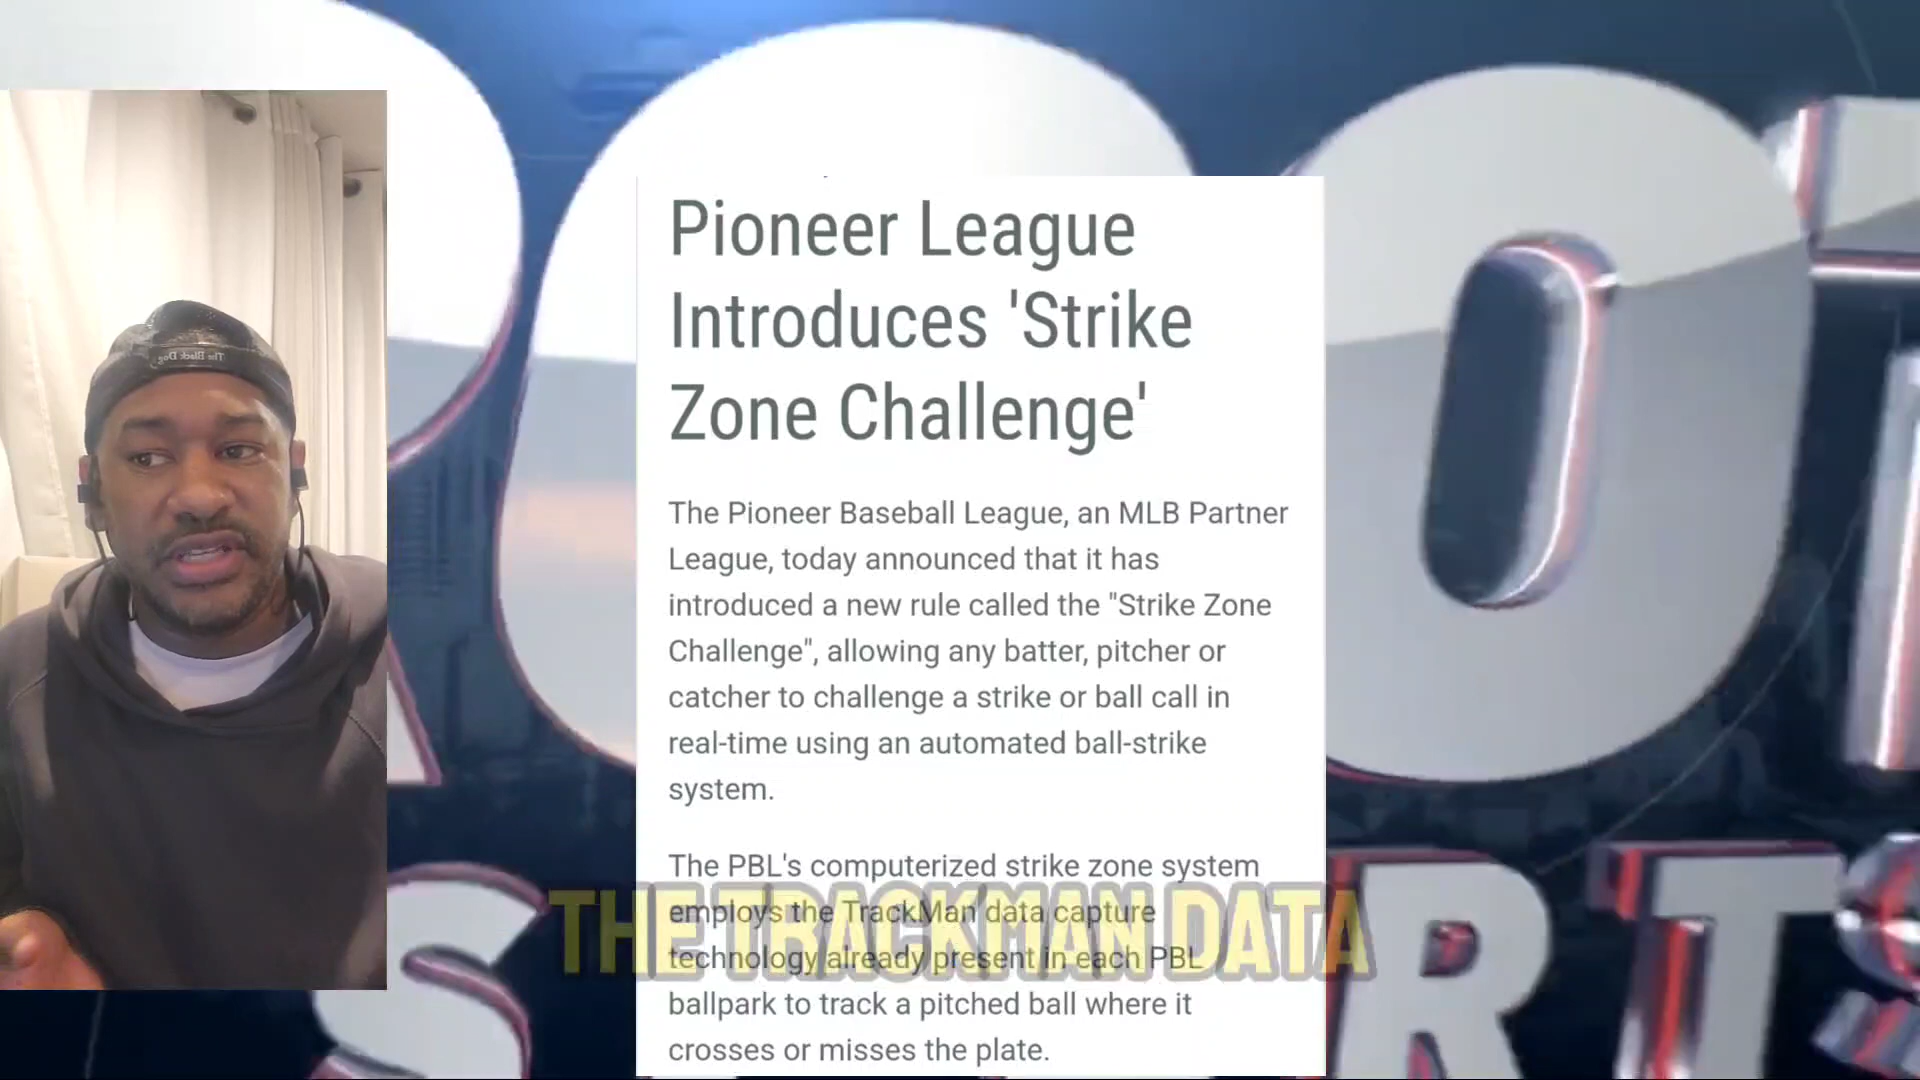 The Black Dog
Pioneer League
Introduces 'Strike
Zone Challenge'
The Pioneer Baseball League, an MLB Partner
League, today announced that it has
introduced a new rule called the "Strike Zone
Challenge", allowing any batter, pitcher or
catcher to challenge a strike or ball call in
real-time using an automated ball-strike
system.
The PBL's computerized strike zone system
employs the TrackMan data capture
technology already present in each PBL
ballpark to track a pitched ball where it
crosses or misses the plate.
THE TRACKMAN DATA